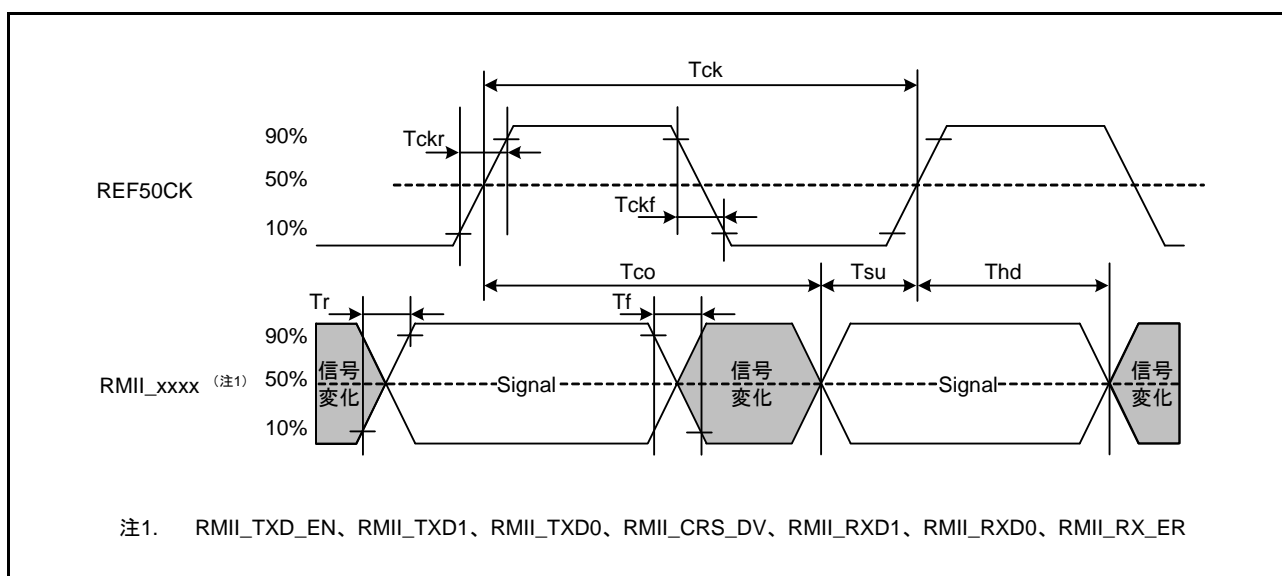 Tck
90%
Tckr
REF50CK
50%
Tckf
10%
Tco
Tsu
Thd
Tr
Tf
90%
信号
変化
RMII_xxxx （注1）
50%
Signal
信号
変化
Signal
信号
変化
10%
注1. RMII_TXD_EN、RMII_TXD1、RMII_TXD0、RMII_CRS_DV、RMII_RXD1、RMII_RXD0、RMII_RX_ER